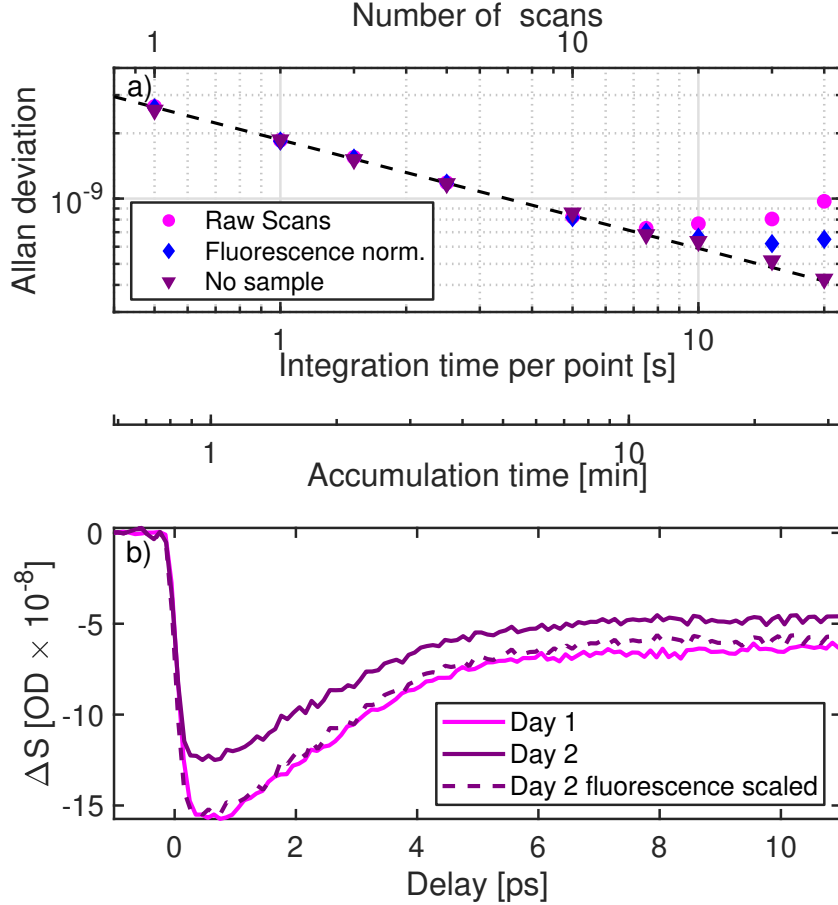 Number of scans
1 10
a)
Allan deviation
10^-9
Raw Scans
Fluorescence norm.
No sample
1 10
Integration time per point [s]
1 10
Accumulation time [min]
b)
ΔS [OD × 10^-8]
0
-5
-10
-15
Day 1
Day 2
Day 2 fluorescence scaled
0 2 4 6 8 10
Delay [ps]